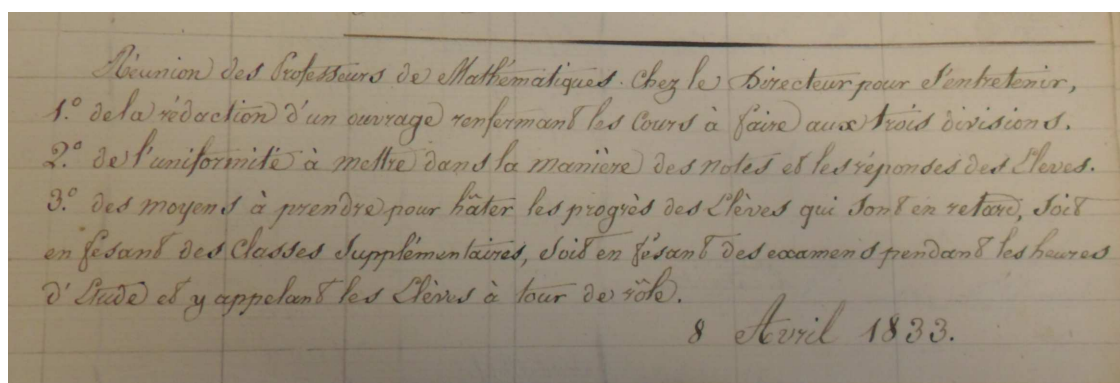 Réunion des Professeurs de Mathématiques chez le Directeur pour s'entretenir,
1.º de la rédaction d'un ouvrage renfermant les Cours à faire aux trois divisions.
2.º de l'uniformité à mettre dans la manière des notes et les réponses des Elèves.
3.º des moyens à prendre pour hâter les progrès des Elèves qui sont en retard, soit
en fésant des Classes Supplémentaires, soit en fésant des examens pendant les heures
d'Etude et y appelant les Elèves à tour de rôle.
8 Avril 1833.